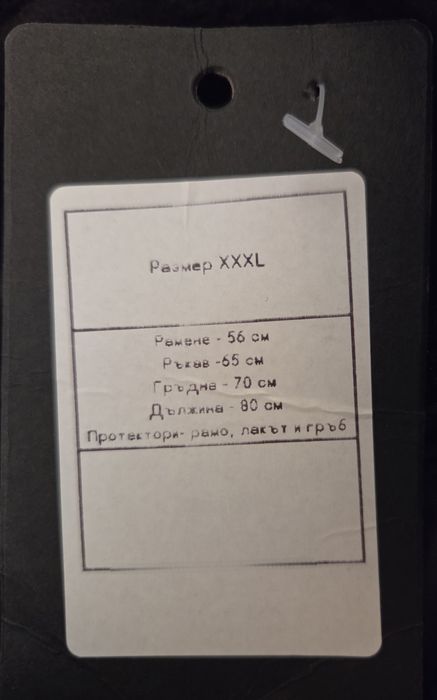 Размер XXXL
Рамене - 56 см
Ръкав -65 см
Гръдна - 70 см
Дължина - 80 см
Протектори- рамо, лакът и гръб